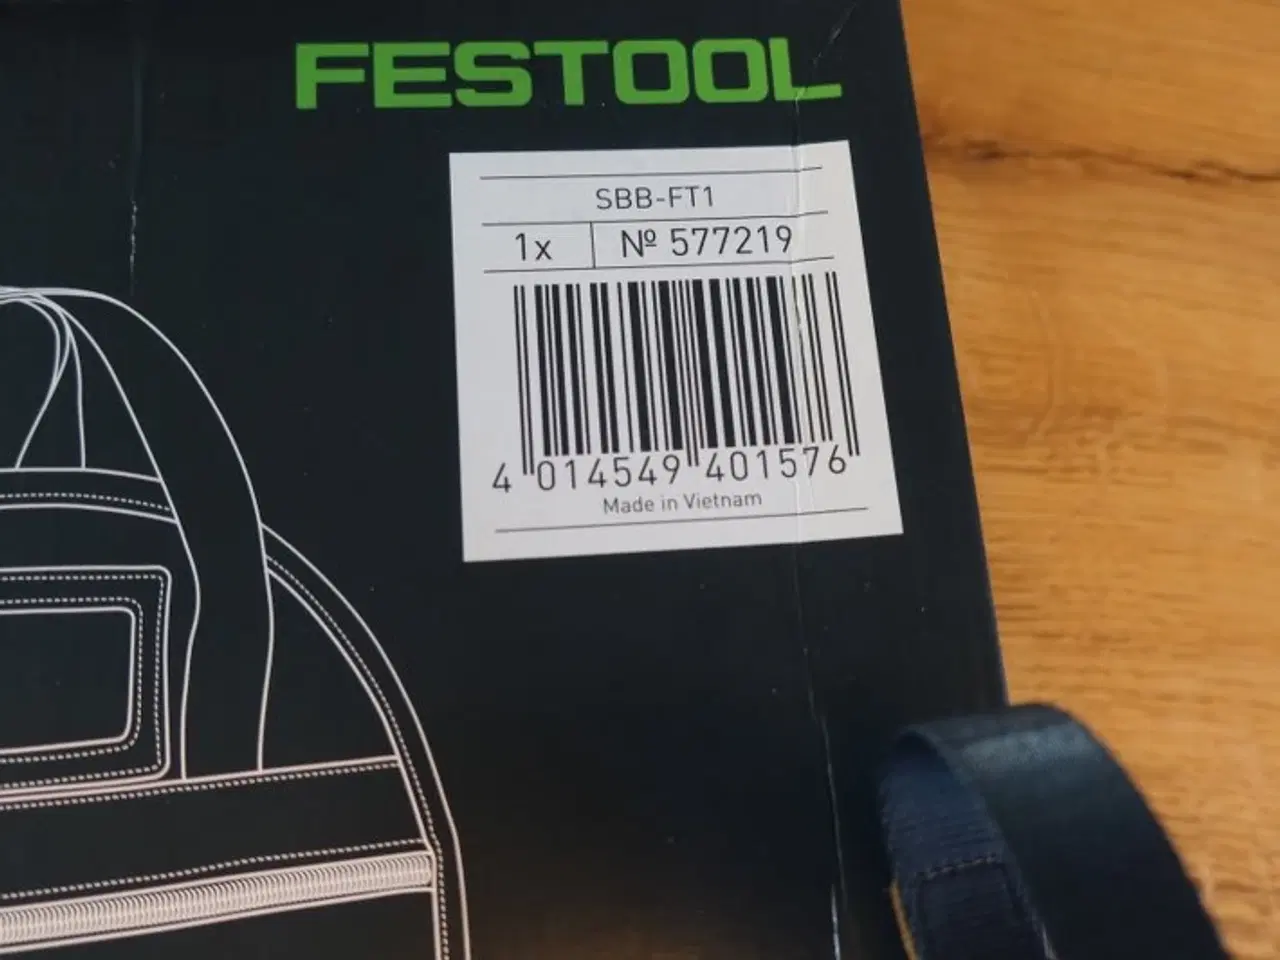 FESTOOL
SBB-FT1
1x Nº 577219
4 014549 401576
Made in Vietnam